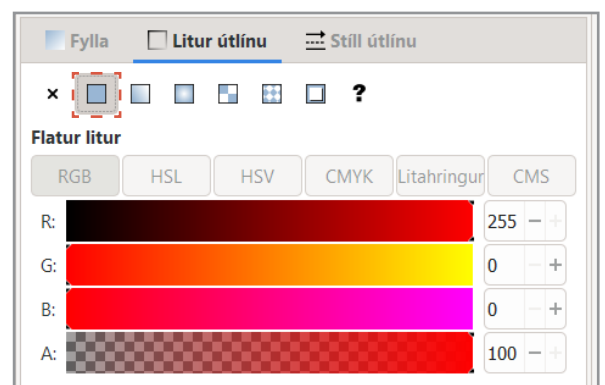 Fylla Litur útlínu Stíll útlínu
× ?
Flatur litur
RGB HSL HSV CMYK Litahringur CMS
R: 255 − +
G: 0 − +
B: 0 − +
A: 100 − +